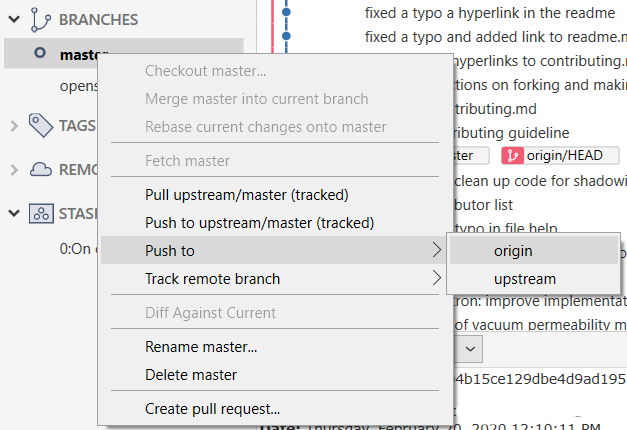 BRANCHES
master
opens
TAGS
REMO
STASH
0:On
fixed a typo a hyperlink in the readme
fixed a typo and added link to readme.m
hyperlinks to contributing.
ctions on forking and makin
tributing.md
ributing guideline
ster
origin/HEAD
clean up code for shadowi
butor list
typo in file help
tron: improve implementat
of vacuum permeability m
4b15ce129dbe4d9ad195
Date: Thursday, February 20, 2020 12:10:11 PM
Checkout master...
Merge master into current branch
Rebase current changes onto master
Fetch master
Pull upstream/master (tracked)
Push to upstream/master (tracked)
Push to
Track remote branch
Diff Against Current
Rename master...
Delete master
Create pull request...
origin
upstream